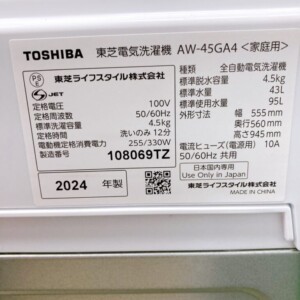 TOSHIBA 東芝電気洗濯機 AW-45GA4 <家庭用>
PS E JET
東芝ライフスタイル株式会社
定格電圧 100V
定格周波数 50/60Hz
標準洗濯容量 4.5kg
定格時間 洗いのみ 12分
電動機定格消費電力 255/330W
製造番号 108069TZ
2024 年製
種類 全自動電気洗濯機
標準脱水容量 4.5kg
標準水量 43L
標準使用水量 95L
外形寸法 幅 555mm
奥行560mm
高さ945mm
電流ヒューズ(電源用) 10A
50/60Hz 共用
日本国内専用
Use Only in Japan
東芝ライフスタイル株式会社
MADE IN CHINA